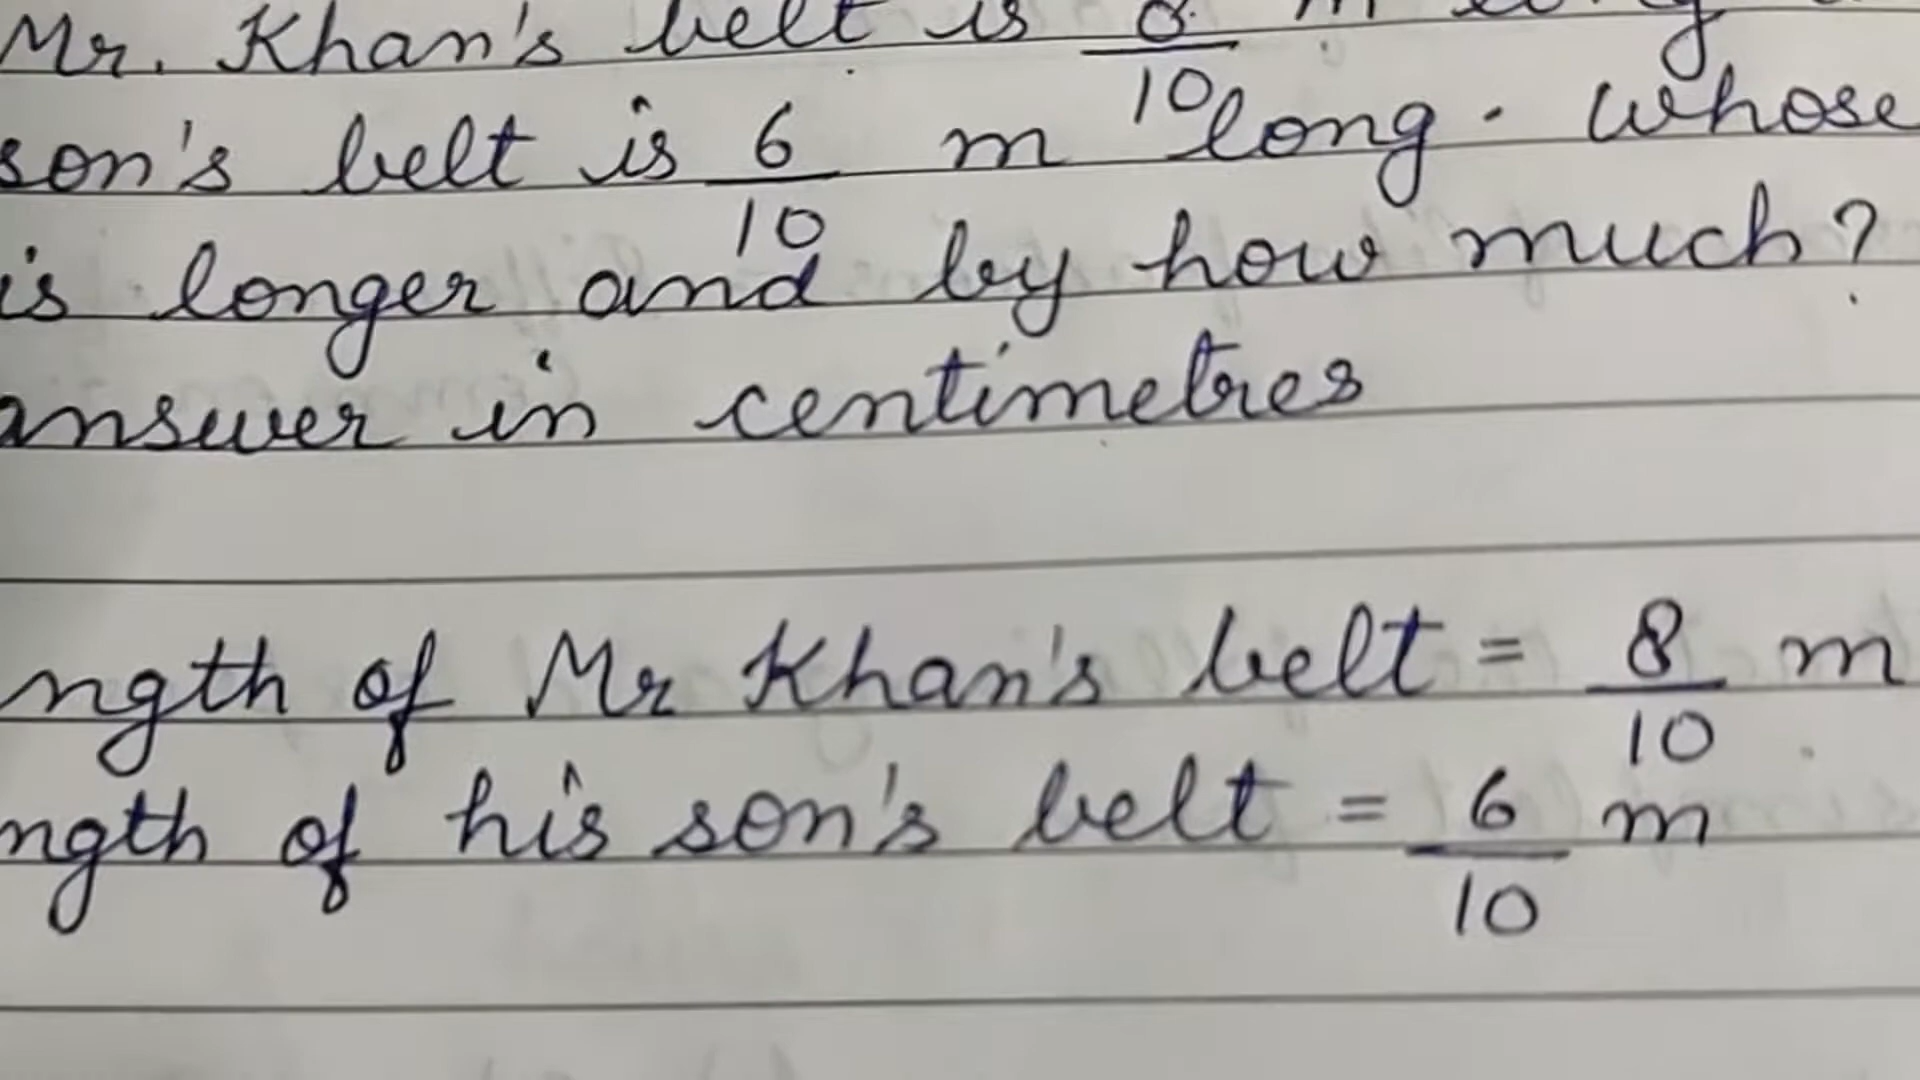 Mr. Khan's belt is 8/10 m long
son's belt is 6/10 m long. Whose
is longer and by how much?
answer in centimetres
ngth of Mr Khan's belt = 8/10 m
ngth of his son's belt = 6/10 m